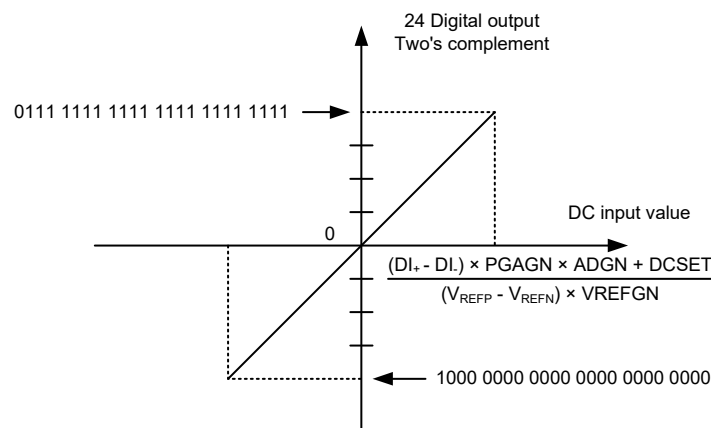 24 Digital output
Two's complement
0111 1111 1111 1111 1111 1111
0
DC input value
(DI+ - DI-) × PGAGN × ADGN + DCSET
(VREFP - VREFN) × VREFGN
1000 0000 0000 0000 0000 0000